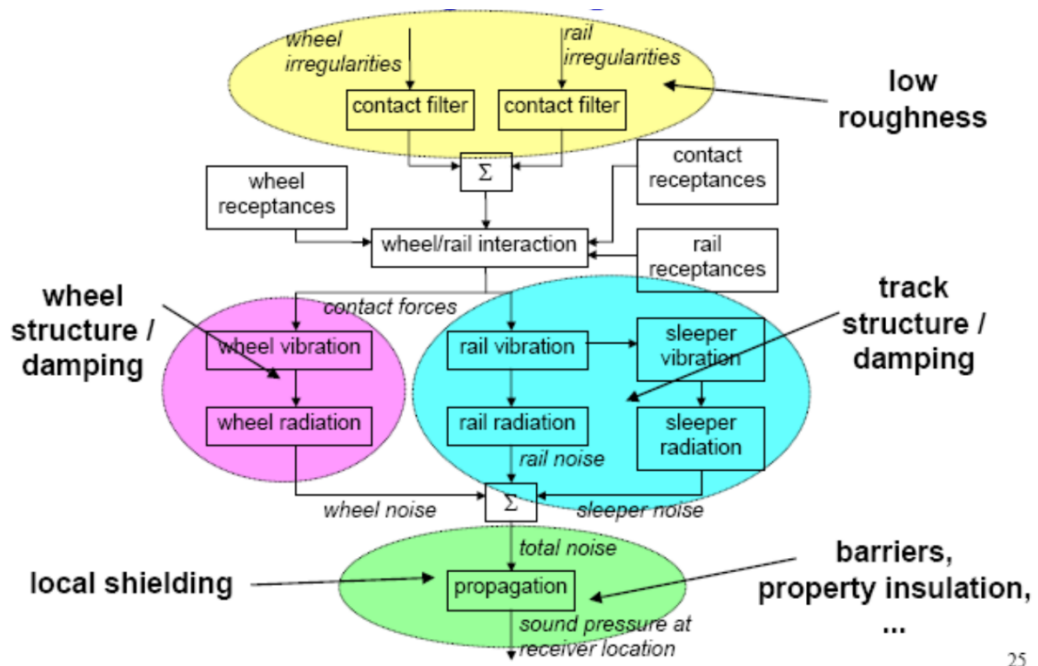 wheel
irregularities
rail
irregularities
contact filter
contact filter
low
roughness
Σ
wheel
receptances
contact
receptances
wheel/rail interaction
rail
receptances
contact forces
wheel
structure /
damping
track
structure /
damping
wheel vibration
rail vibration
sleeper
vibration
wheel radiation
rail radiation
sleeper
radiation
rail noise
wheel noise
Σ
sleeper noise
total noise
local shielding
propagation
barriers,
property insulation,
...
sound pressure at
receiver location
25